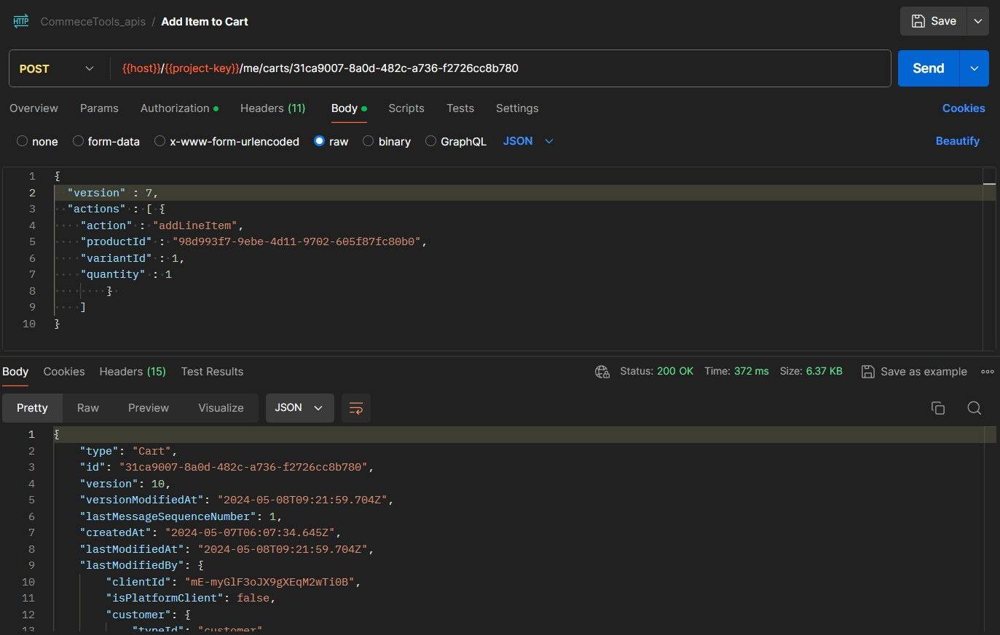 HTTP CommeceTools_apis / Add Item to Cart Save
POST {{host}}/{{project-key}}/me/carts/31ca9007-8a0d-482c-a736-f2726cc8b780 Send
Overview Params Authorization Headers (11) Body Scripts Tests Settings Cookies
none form-data x-www-form-urlencoded raw binary GraphQL JSON Beautify
1 {
2 "version" : 7,
3 "actions" : [ {
4 "action" : "addLineItem",
5 "productId" : "98d993f7-9ebe-4d11-9702-605f87fc80b0",
6 "variantId" : 1,
7 "quantity" : 1
8 }
9 ]
10 }
Body Cookies Headers (15) Test Results Status: 200 OK Time: 372 ms Size: 6.37 KB Save as example
Pretty Raw Preview Visualize JSON
1 {
2 "type": "Cart",
3 "id": "31ca9007-8a0d-482c-a736-f2726cc8b780",
4 "version": 10,
5 "versionModifiedAt": "2024-05-08T09:21:59.704Z",
6 "lastMessageSequenceNumber": 1,
7 "createdAt": "2024-05-07T06:07:34.645Z",
8 "lastModifiedAt": "2024-05-08T09:21:59.704Z",
9 "lastModifiedBy": {
10 "clientId": "mE-myGlF3oJX9gXEqM2wTi0B",
11 "isPlatformClient": false,
12 "customer": {
13 "typeId": "customer"